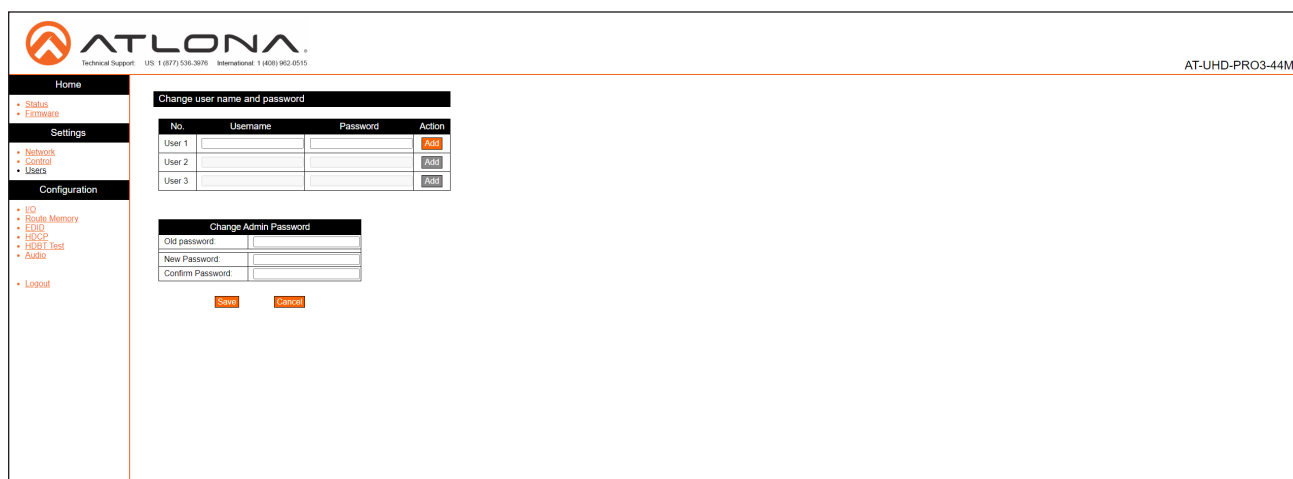 ATLONA.
Technical Support: US: 1 (877) 536-3976 International: 1 (408) 962-0515
AT-UHD-PRO3-44M
Home
Status
Firmware
Settings
Network
Control
Users
Configuration
I/O
Route Memory
EDID
HDCP
HDBT Test
Audio
Logout
Change user name and password
No. Username Password Action
User 1 Add
User 2 Add
User 3 Add
Change Admin Password
Old password:
New Password:
Confirm Password:
Save Cancel